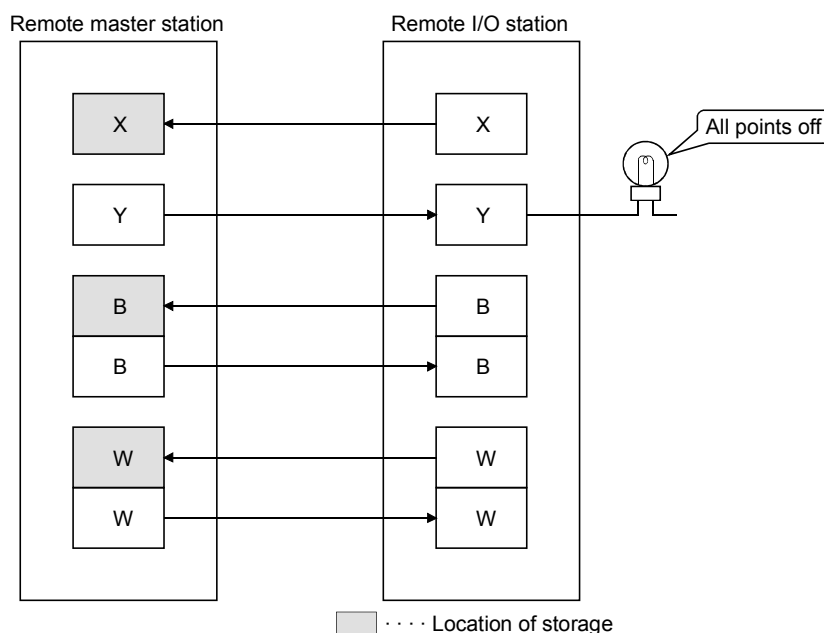 Remote master station
Remote I/O station
X
X
All points off
Y
Y
B
B
B
B
W
W
W
W
· · · · Location of storage